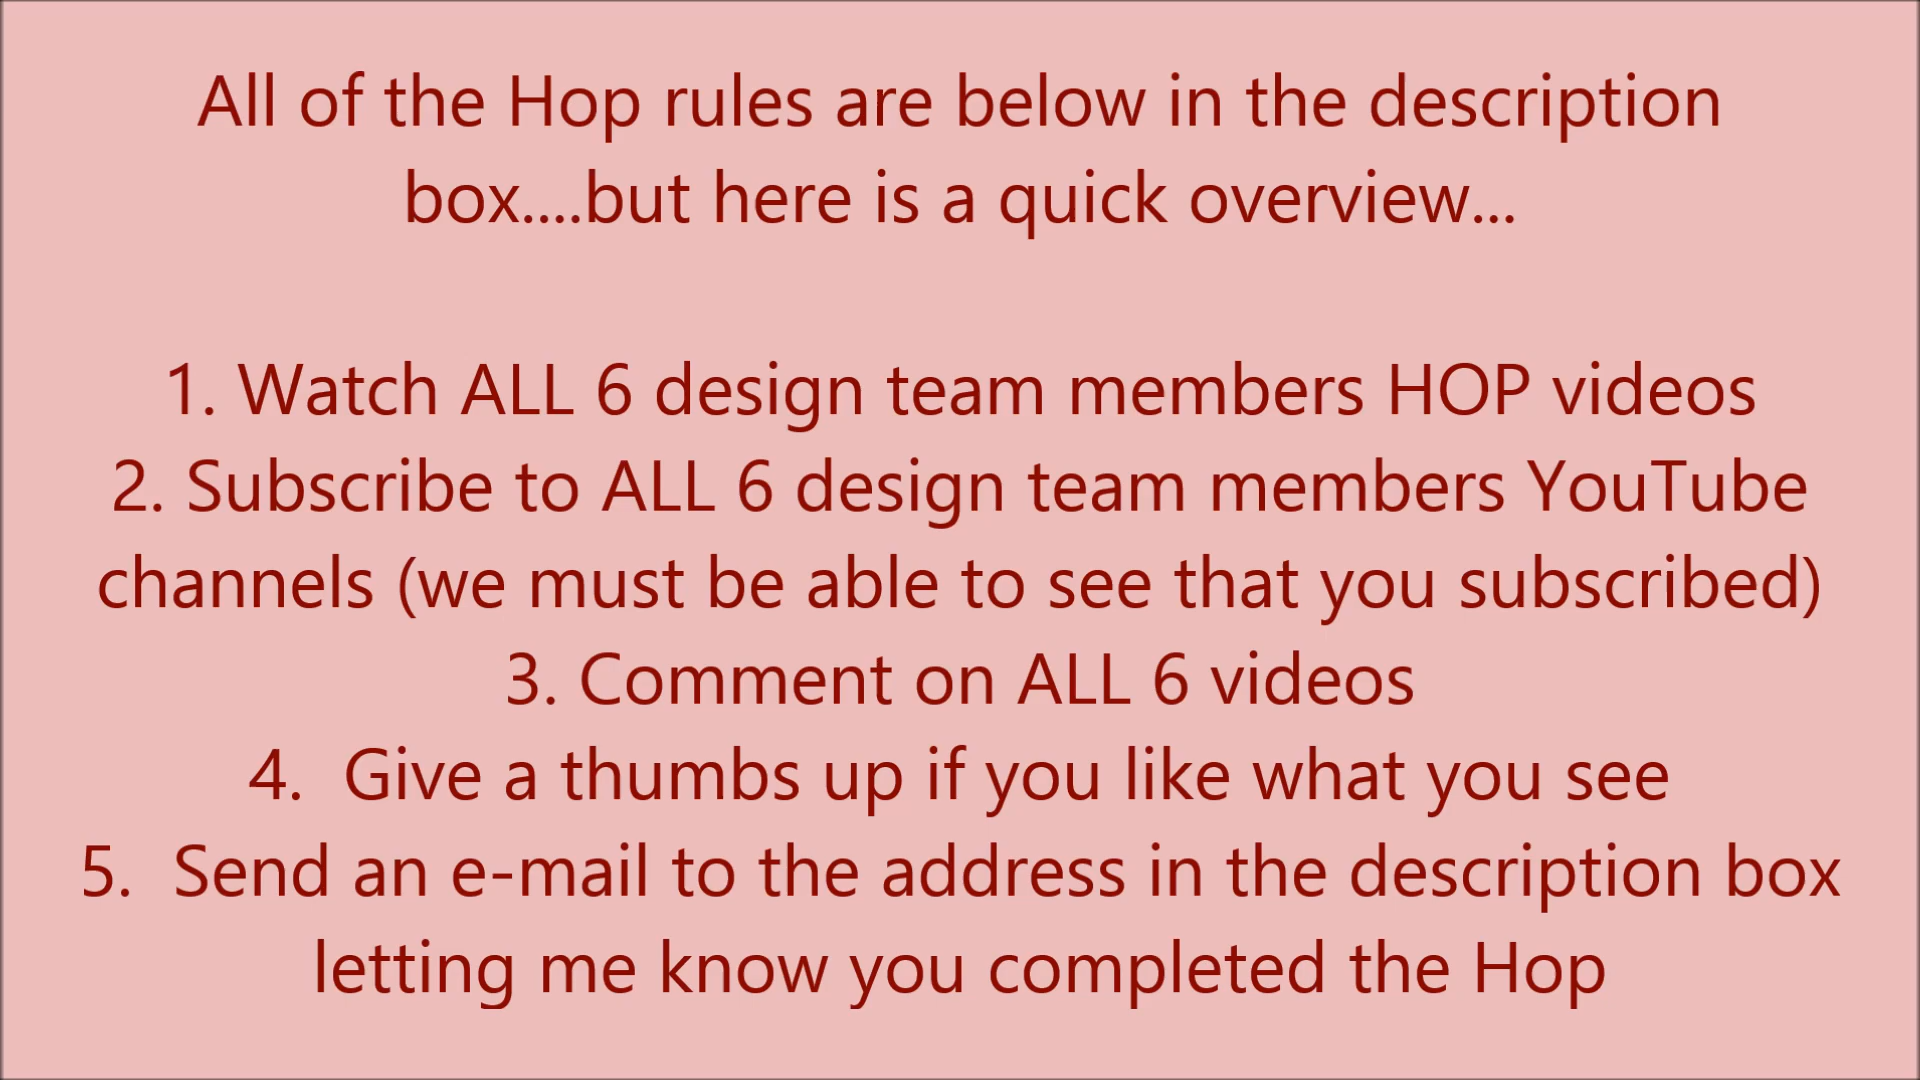 All of the Hop rules are below in the description
box....but here is a quick overview...
1. Watch ALL 6 design team members HOP videos
2. Subscribe to ALL 6 design team members YouTube
channels (we must be able to see that you subscribed)
3. Comment on ALL 6 videos
4.  Give a thumbs up if you like what you see
5.  Send an e-mail to the address in the description box
letting me know you completed the Hop